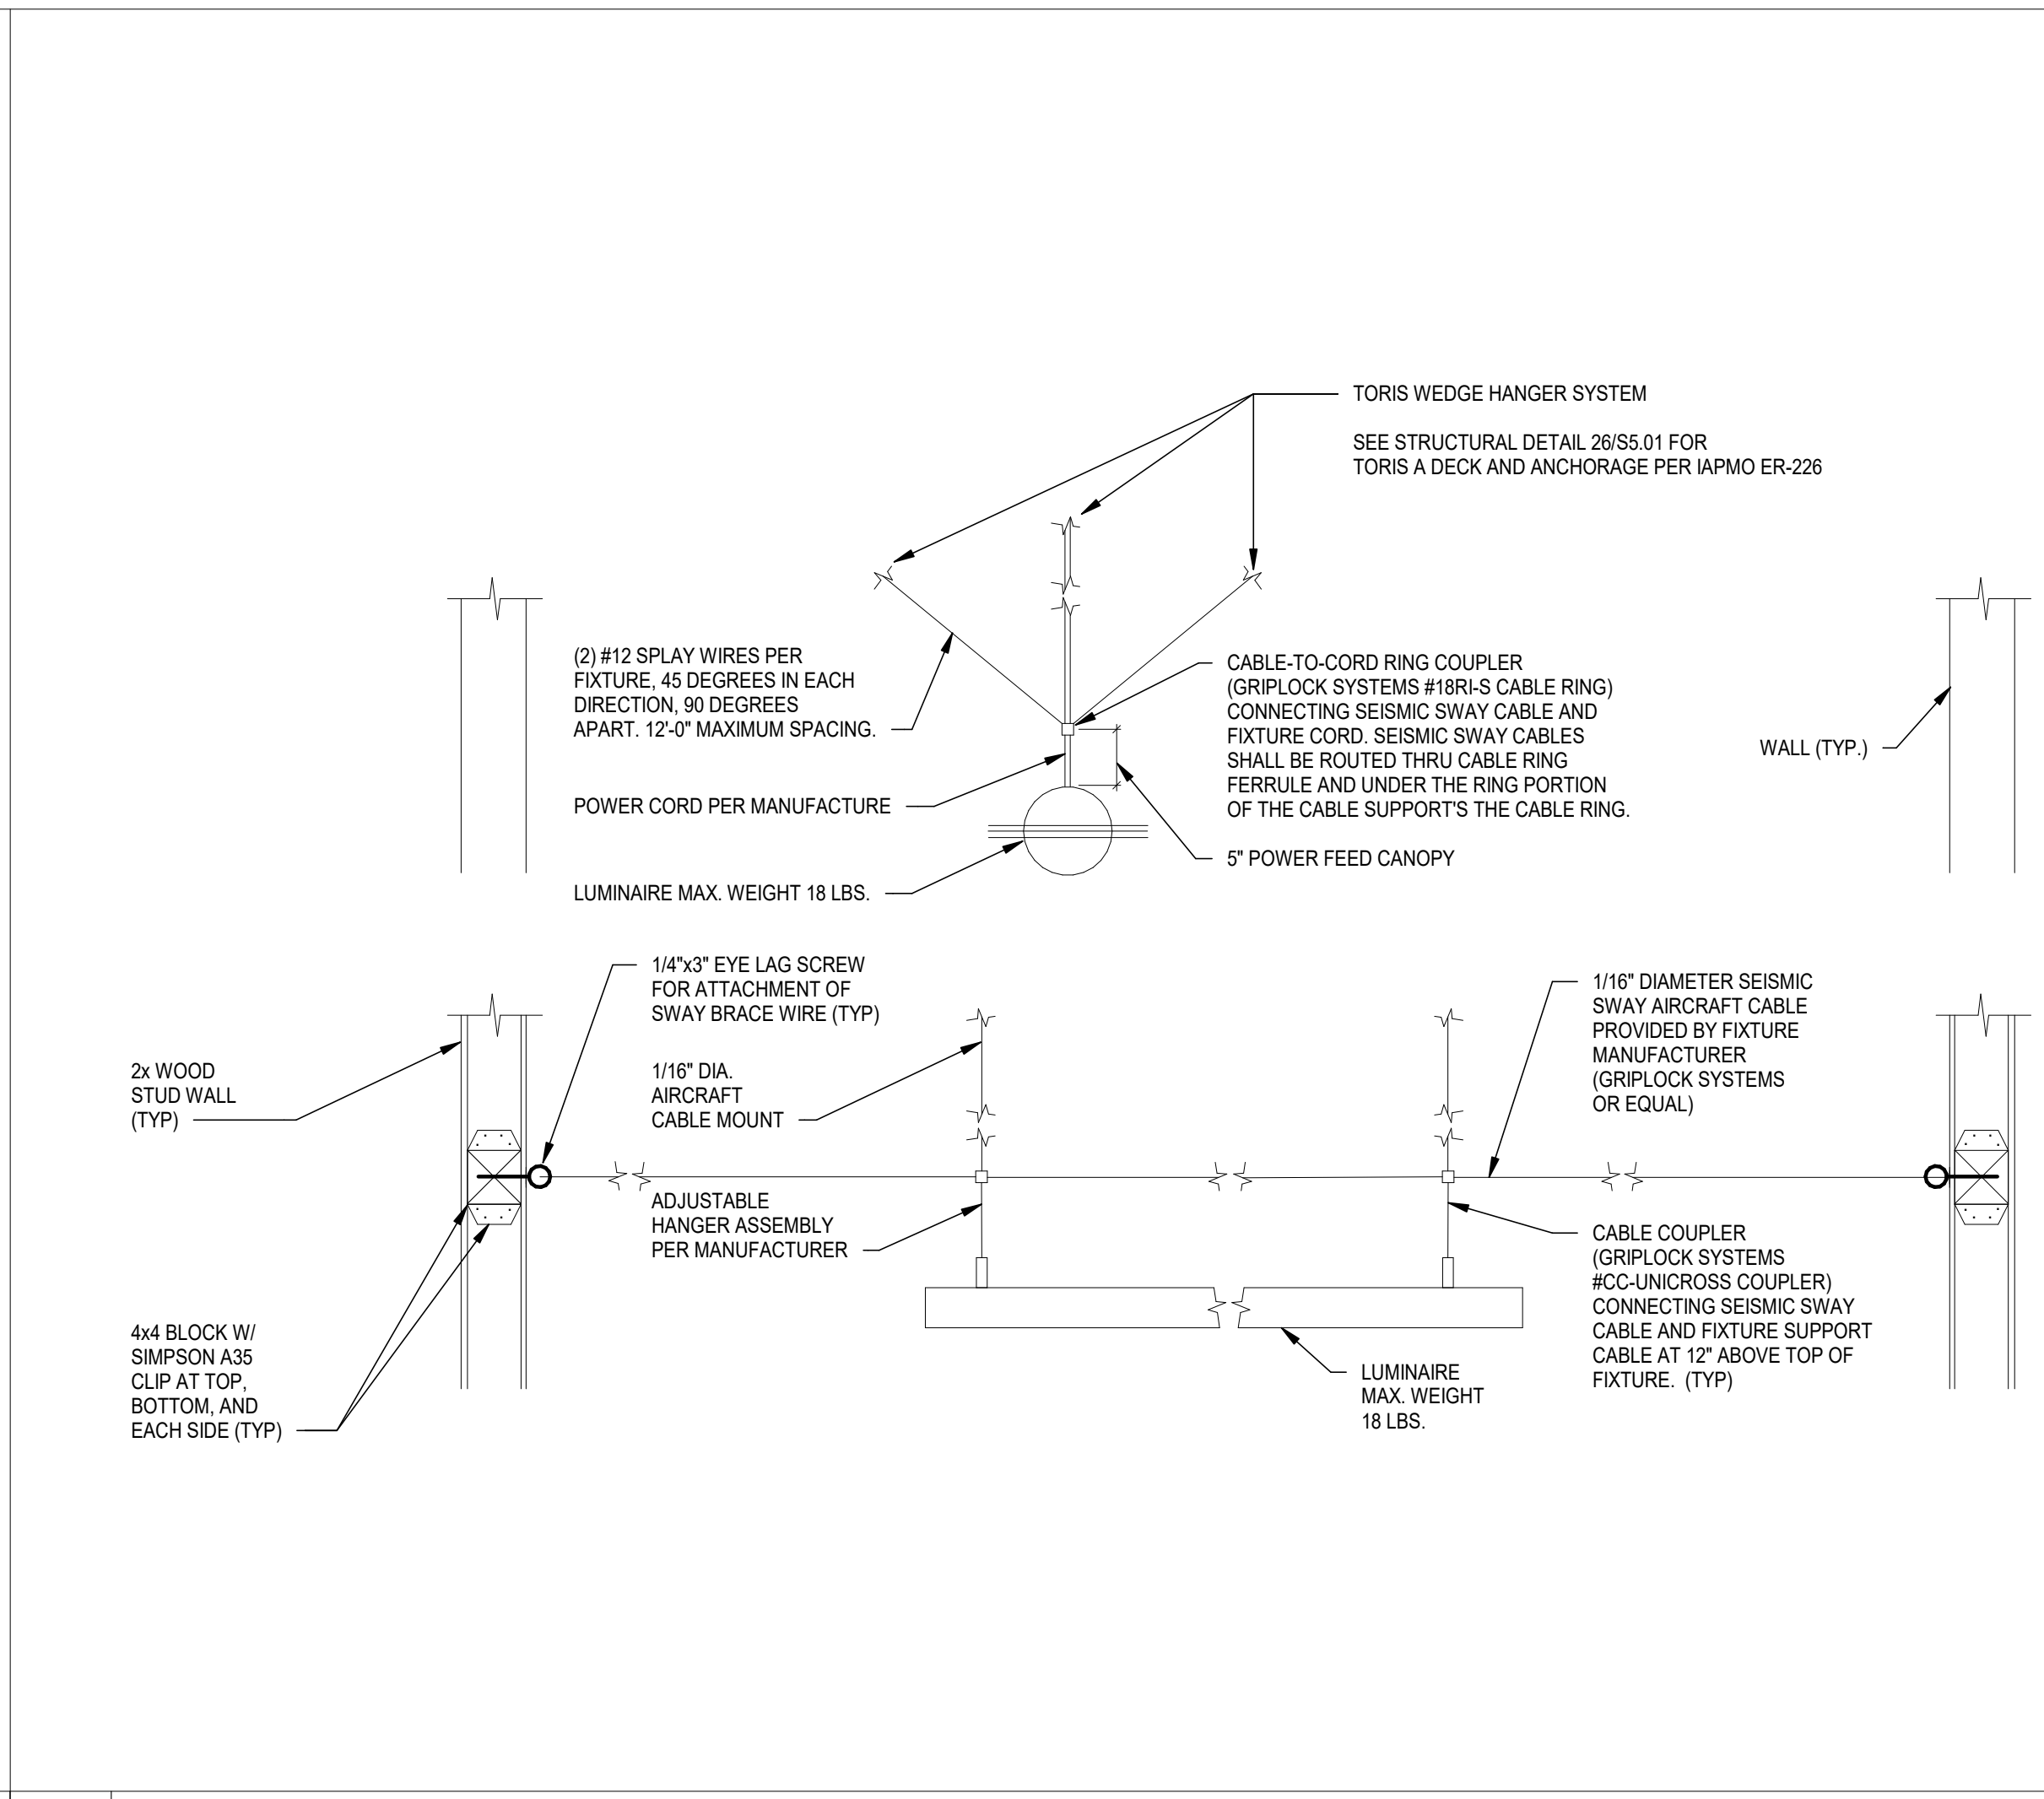 TORIS WEDGE HANGER SYSTEM
SEE STRUCTURAL DETAIL 26/S5.01 FOR
TORIS A DECK AND ANCHORAGE PER IAPMO ER-226
(2) #12 SPLAY WIRES PER
FIXTURE, 45 DEGREES IN EACH
DIRECTION, 90 DEGREES
APART. 12'-0" MAXIMUM SPACING.
CABLE-TO-CORD RING COUPLER
(GRIPLOCK SYSTEMS #18RI-S CABLE RING)
CONNECTING SEISMIC SWAY CABLE AND
FIXTURE CORD. SEISMIC SWAY CABLES
SHALL BE ROUTED THRU CABLE RING
FERRULE AND UNDER THE RING PORTION
OF THE CABLE SUPPORT'S THE CABLE RING.
WALL (TYP.)
POWER CORD PER MANUFACTURE
5" POWER FEED CANOPY
LUMINAIRE MAX. WEIGHT 18 LBS.
1/4"x3" EYE LAG SCREW
FOR ATTACHMENT OF
SWAY BRACE WIRE (TYP)
1/16" DIAMETER SEISMIC
SWAY AIRCRAFT CABLE
PROVIDED BY FIXTURE
MANUFACTURER
(GRIPLOCK SYSTEMS
OR EQUAL)
2x WOOD
STUD WALL
(TYP)
1/16" DIA.
AIRCRAFT
CABLE MOUNT
ADJUSTABLE
HANGER ASSEMBLY
PER MANUFACTURER
CABLE COUPLER
(GRIPLOCK SYSTEMS
#CC-UNICROSS COUPLER)
CONNECTING SEISMIC SWAY
CABLE AND FIXTURE SUPPORT
CABLE AT 12" ABOVE TOP OF
FIXTURE. (TYP)
4x4 BLOCK W/
SIMPSON A35
CLIP AT TOP,
BOTTOM, AND
EACH SIDE (TYP)
LUMINAIRE
MAX. WEIGHT
18 LBS.